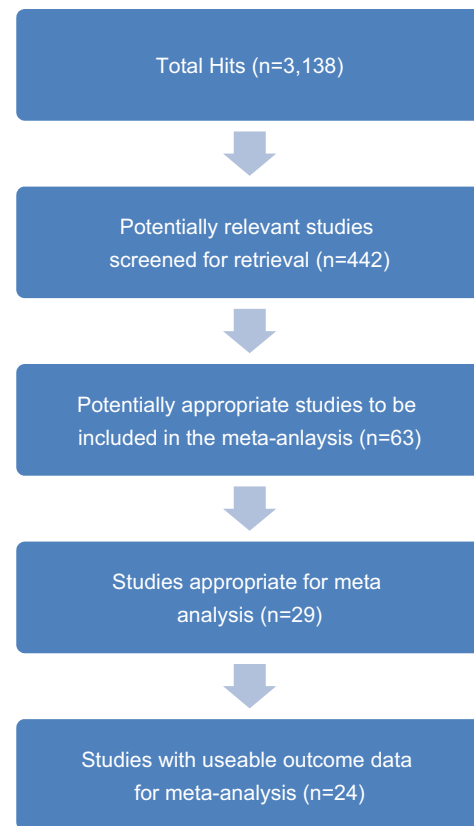 Total Hits (n=3,138)
Potentially relevant studies
screened for retrieval (n=442)
Potentially appropriate studies to be
included in the meta-anlaysis (n=63)
Studies appropriate for meta
analysis (n=29)
Studies with useable outcome data
for meta-analysis (n=24)